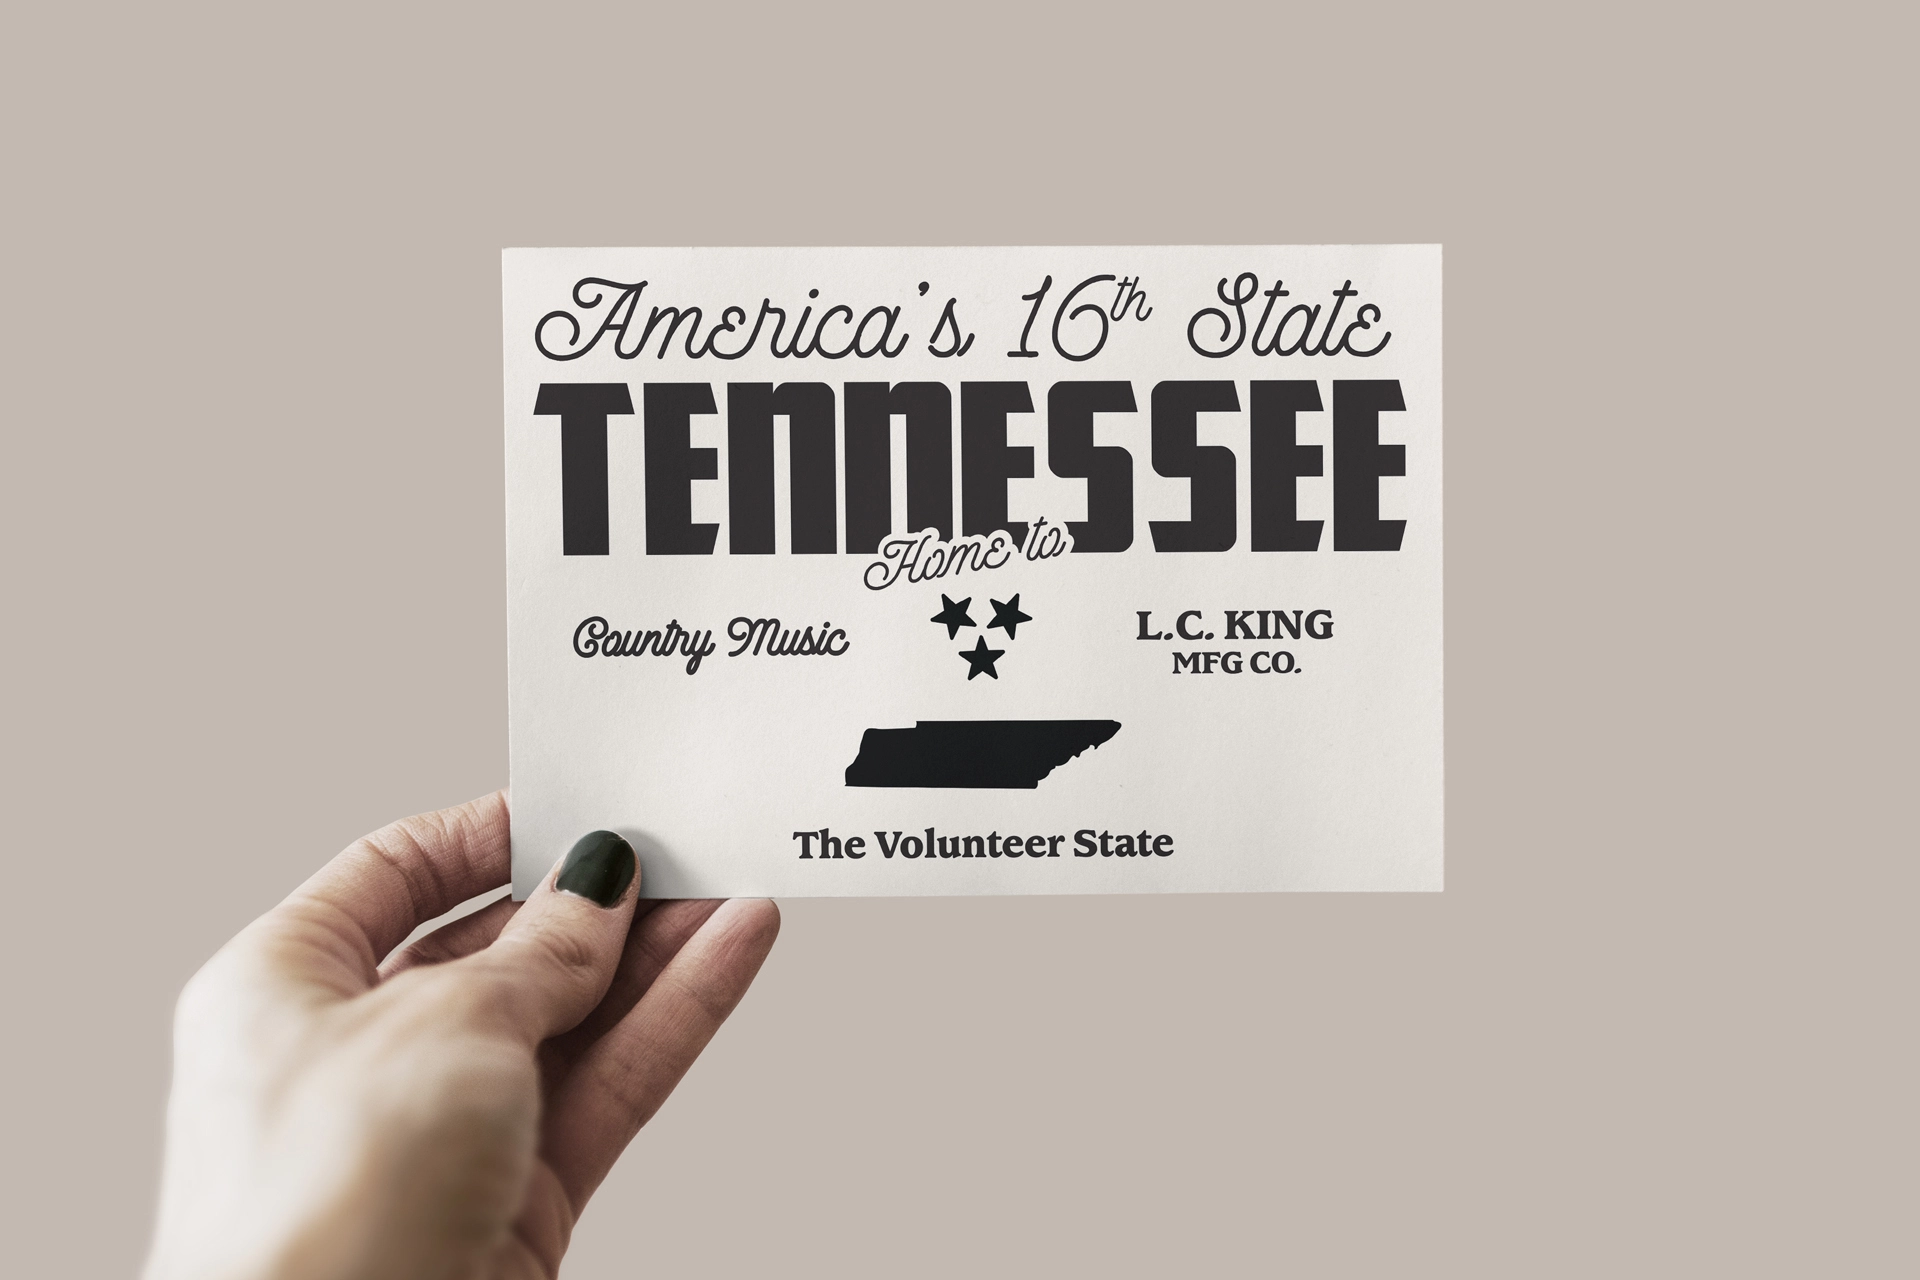 America's 16th State
TENNESSEE
Home to
Country Music
L.C. KING
MFG CO.
The Volunteer State